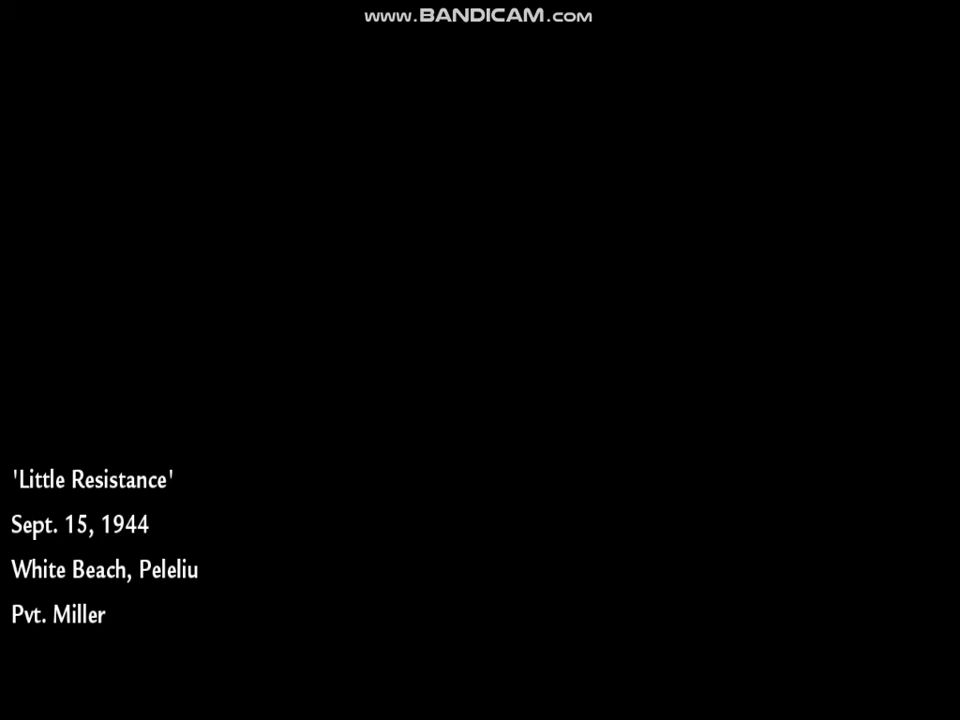 www.BANDICAM.com
'Little Resistance'
Sept. 15, 1944
White Beach, Peleliu
Pvt. Miller